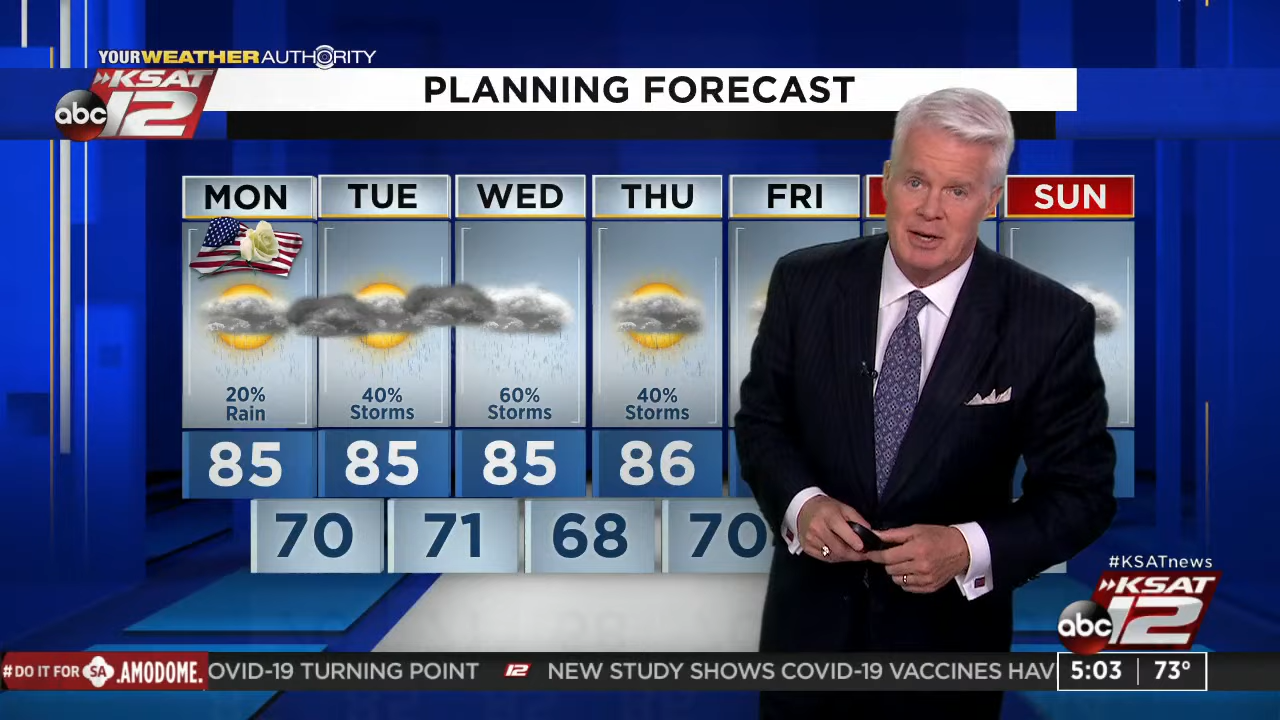 YOUR WEATHER AUTHORITY
KSAT
abc 12
PLANNING FORECAST
MON TUE WED THU FRI SUN
20% 40% 60% 40%
Rain Storms Storms Storms
85 85 85 86
70 71 68 70
#KSATnews
KSAT
abc 12
#DO IT FOR SA .AMODOME. OVID-19 TURNING POINT 12 NEW STUDY SHOWS COVID-19 VACCINES HAV 5:03 73°